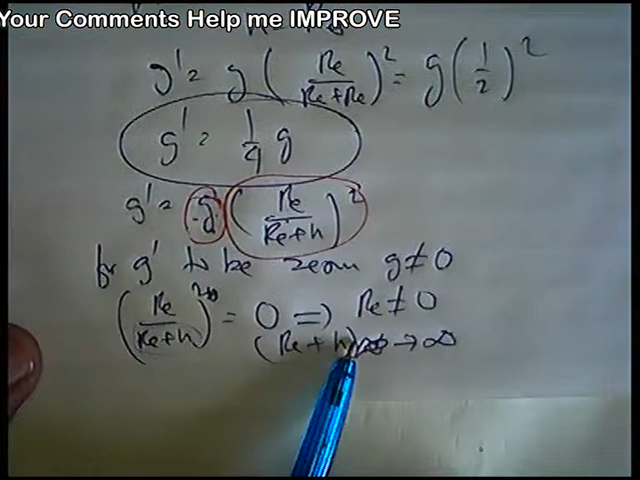 Your Comments Help me IMPROVE
g' = g (Re/(Re+Re))² = g (1/2)²
g' = 1/4 g
g' = g (Re/(Re+h))²
for g' to be zero g ≠ 0
(Re/(Re+h))² = 0 => Re ≠ 0
(Re+h) → ∞